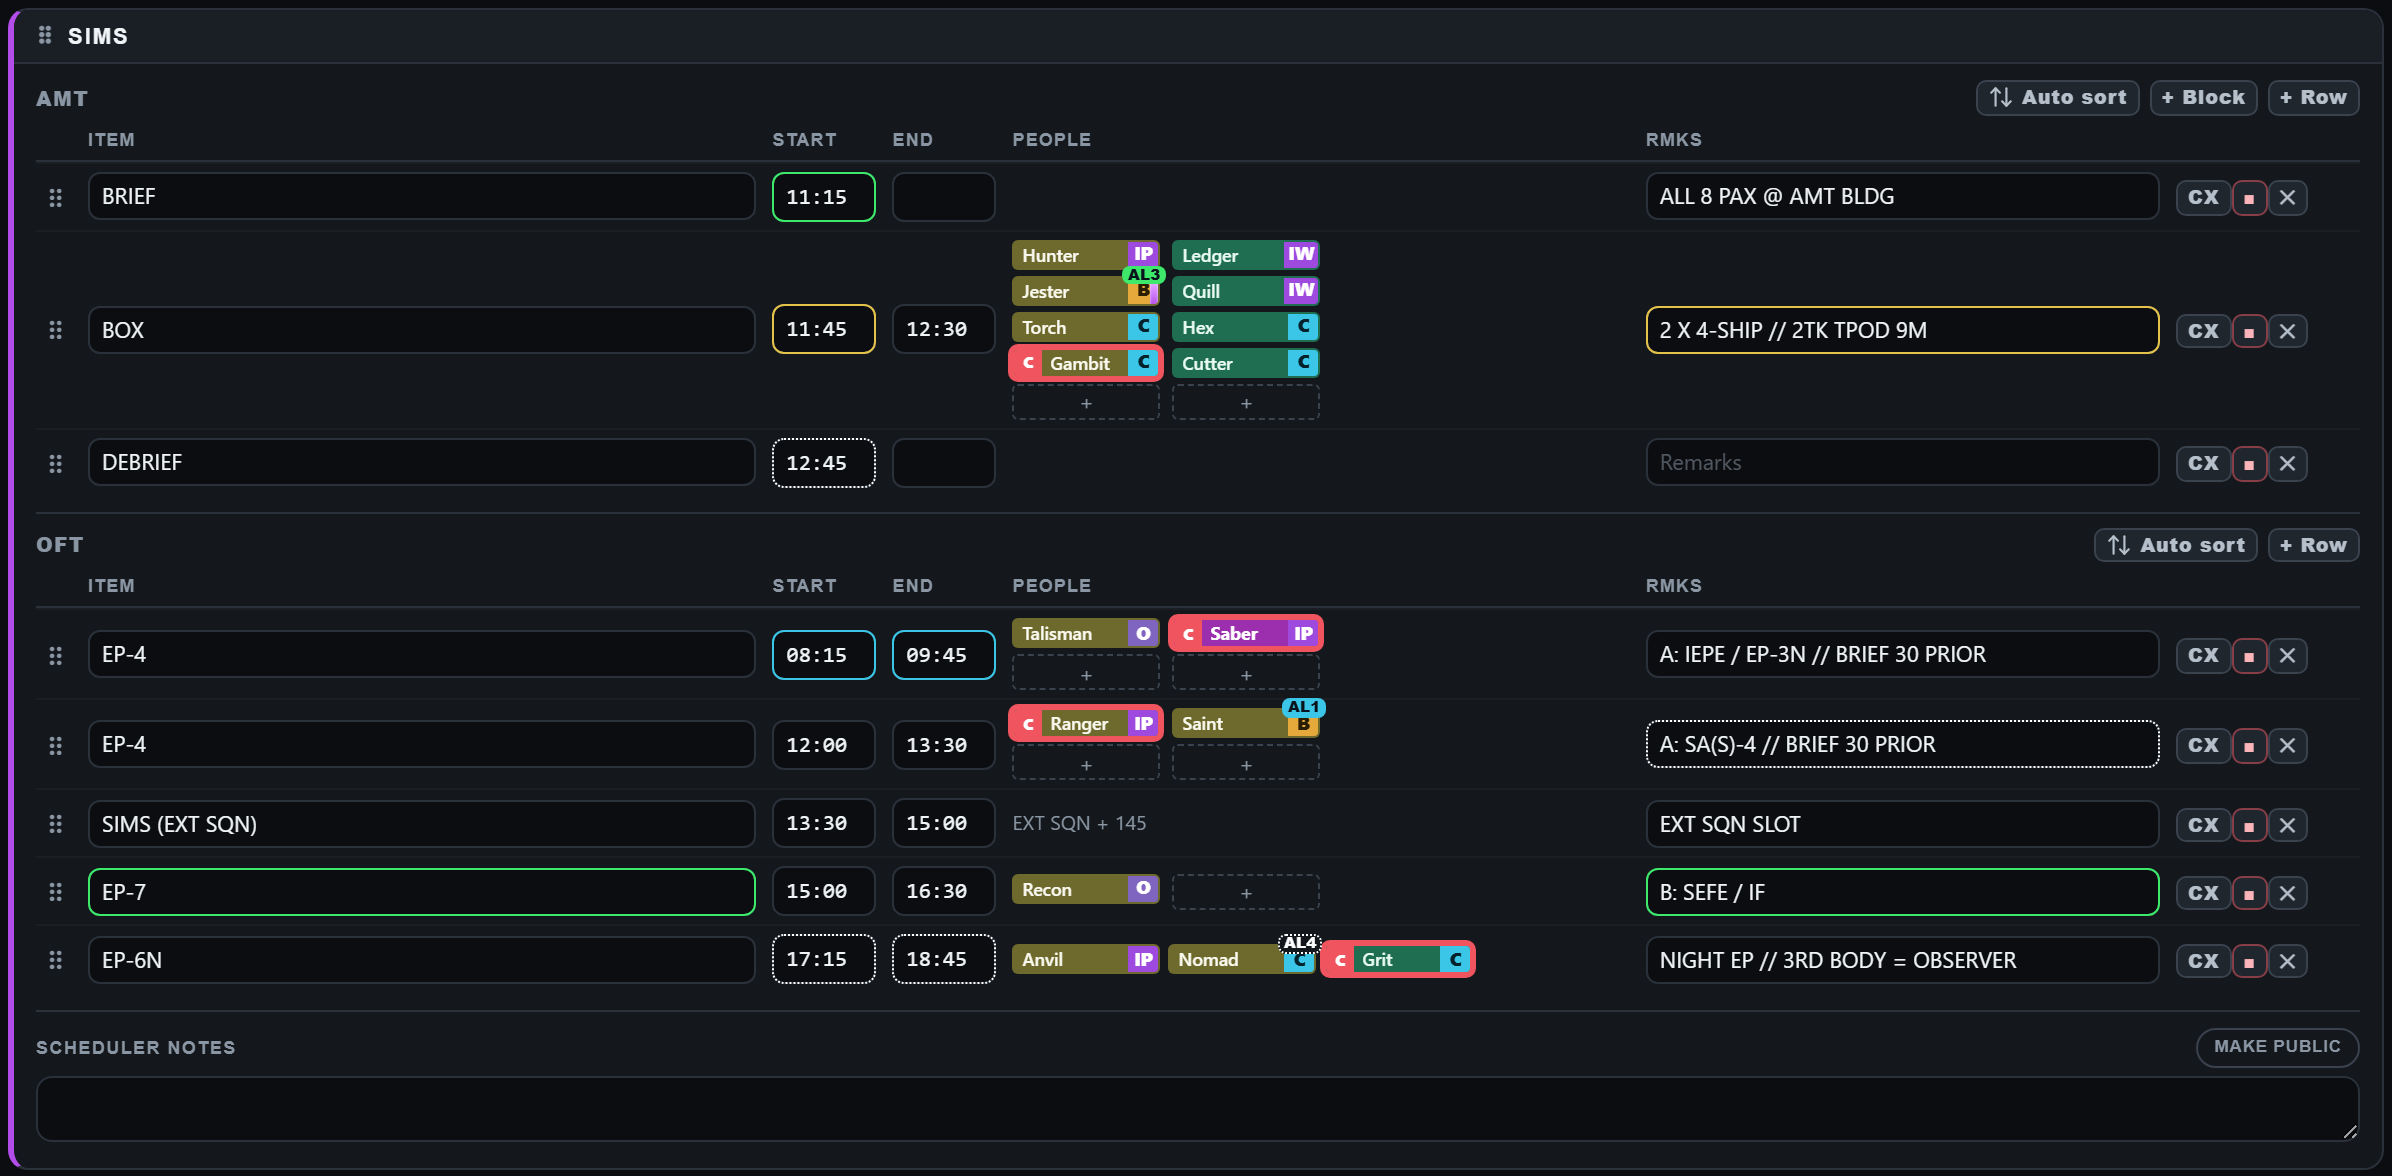 SIMS
AMT
Auto sort + Block + Row
ITEM START END PEOPLE RMKS
BRIEF 11:15 ALL 8 PAX @ AMT BLDG CX
Hunter IP Ledger IW
AL3
Jester B Quill IW
BOX 11:45 12:30 Torch C Hex C 2 X 4-SHIP // 2TK TPOD 9M CX
C Gambit C Cutter C
+ +
DEBRIEF 12:45 Remarks CX
OFT
Auto sort + Row
ITEM START END PEOPLE RMKS
EP-4 08:15 09:45 Talisman O C Saber IP A: IEPE / EP-3N // BRIEF 30 PRIOR CX
+ +
AL1
EP-4 12:00 13:30 C Ranger IP Saint B A: SA(S)-4 // BRIEF 30 PRIOR CX
+ +
SIMS (EXT SQN) 13:30 15:00 EXT SQN + 145 EXT SQN SLOT CX
EP-7 15:00 16:30 Recon O + B: SEFE / IF CX
AL4
EP-6N 17:15 18:45 Anvil IP Nomad C C Grit C NIGHT EP // 3RD BODY = OBSERVER CX
SCHEDULER NOTES MAKE PUBLIC